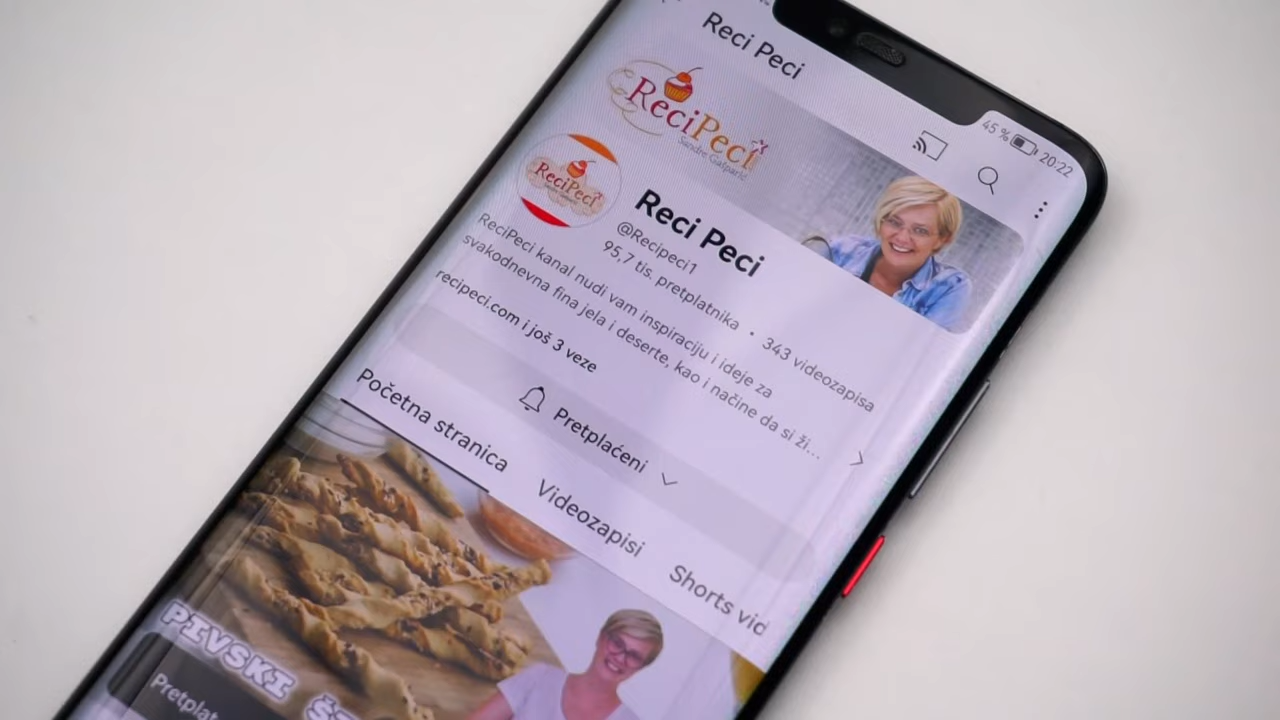 Reci Peci
45 % 20:22
ReciPeci
Sandre Gašparić
ReciPeci
Reci Peci
@Recipeci1
95,7 tis. pretplatnika • 343 videozapisa
ReciPeci kanal nudi vam inspiraciju i ideje za
svakodnevna fina jela i deserte, kao i načine da si ži...
recipeci.com i još 3 veze
Pretplaćeni
Početna stranica Videozapisi Shorts vid
PIVSKI